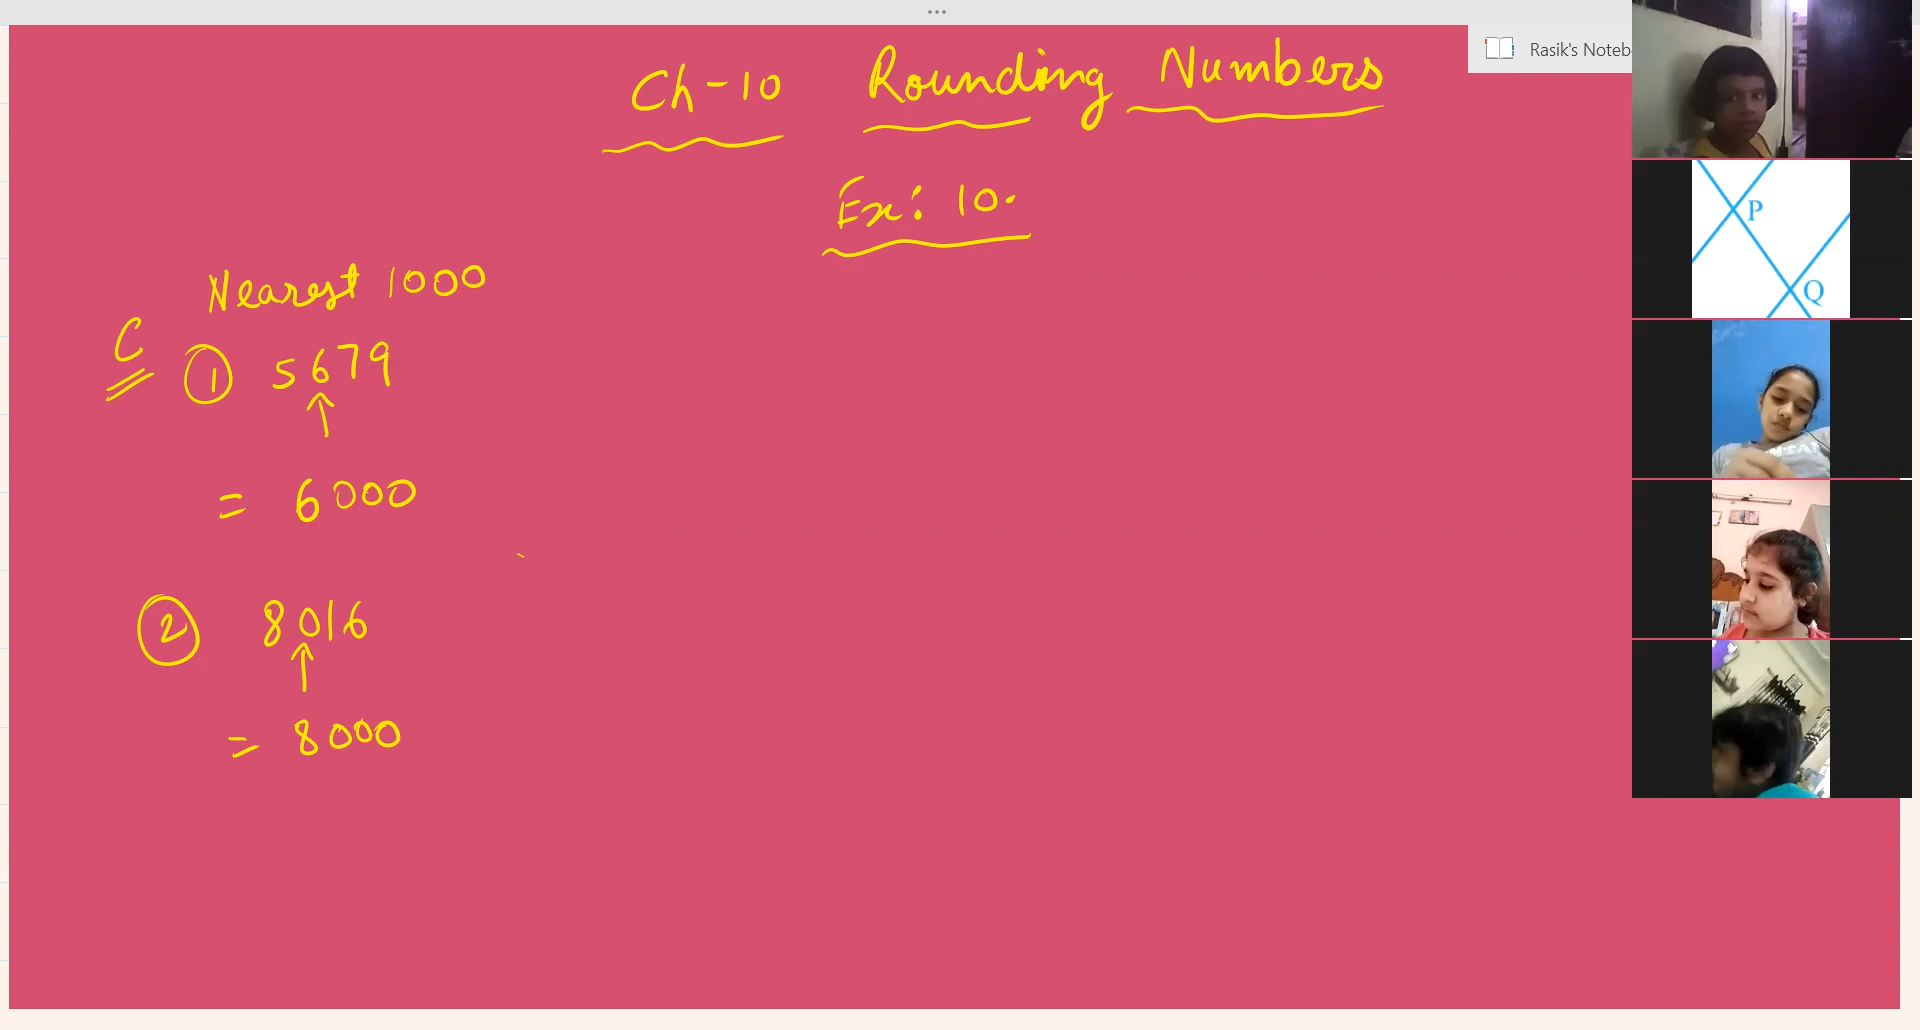 Ch-10 Rounding Numbers
Rasik's Noteb
Ex: 10.
Nearest 1000
C ① 5679
= 6000
② 8016
= 8000
P
Q